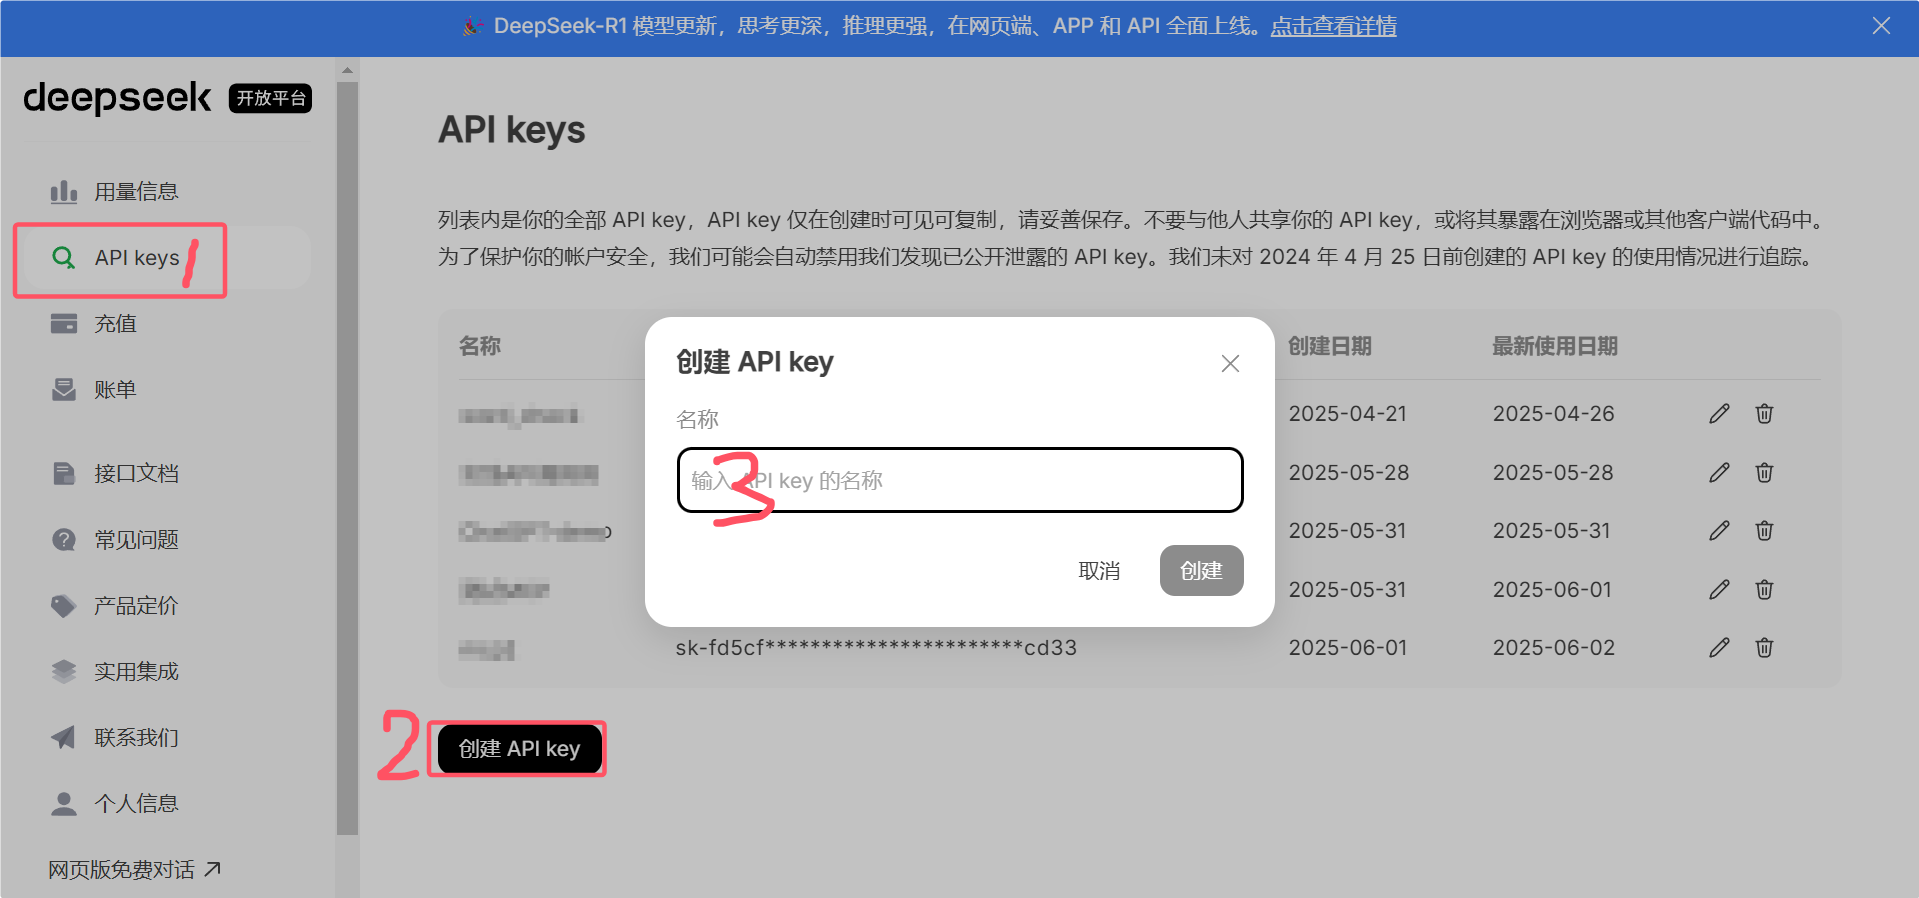 🎉 DeepSeek-R1 模型更新，思考更深，推理更强，在网页端、APP 和 API 全面上线。点击查看详情
deepseek 开放平台
用量信息
API keys 1
充值
账单
接口文档
常见问题
产品定价
实用集成
联系我们
个人信息
网页版免费对话
API keys
列表内是你的全部 API key，API key 仅在创建时可见可复制，请妥善保存。不要与他人共享你的 API key，或将其暴露在浏览器或其他客户端代码中。
为了保护你的帐户安全，我们可能会自动禁用我们发现已公开泄露的 API key。我们未对 2024 年 4 月 25 日前创建的 API key 的使用情况进行追踪。
名称 创建日期 最新使用日期
2025-04-21 2025-04-26
2025-05-28 2025-05-28
2025-05-31 2025-05-31
2025-05-31 2025-06-01
sk-fd5cf***********************cd33 2025-06-01 2025-06-02
2 创建 API key
创建 API key
名称
输入 API key 的名称
3
取消 创建